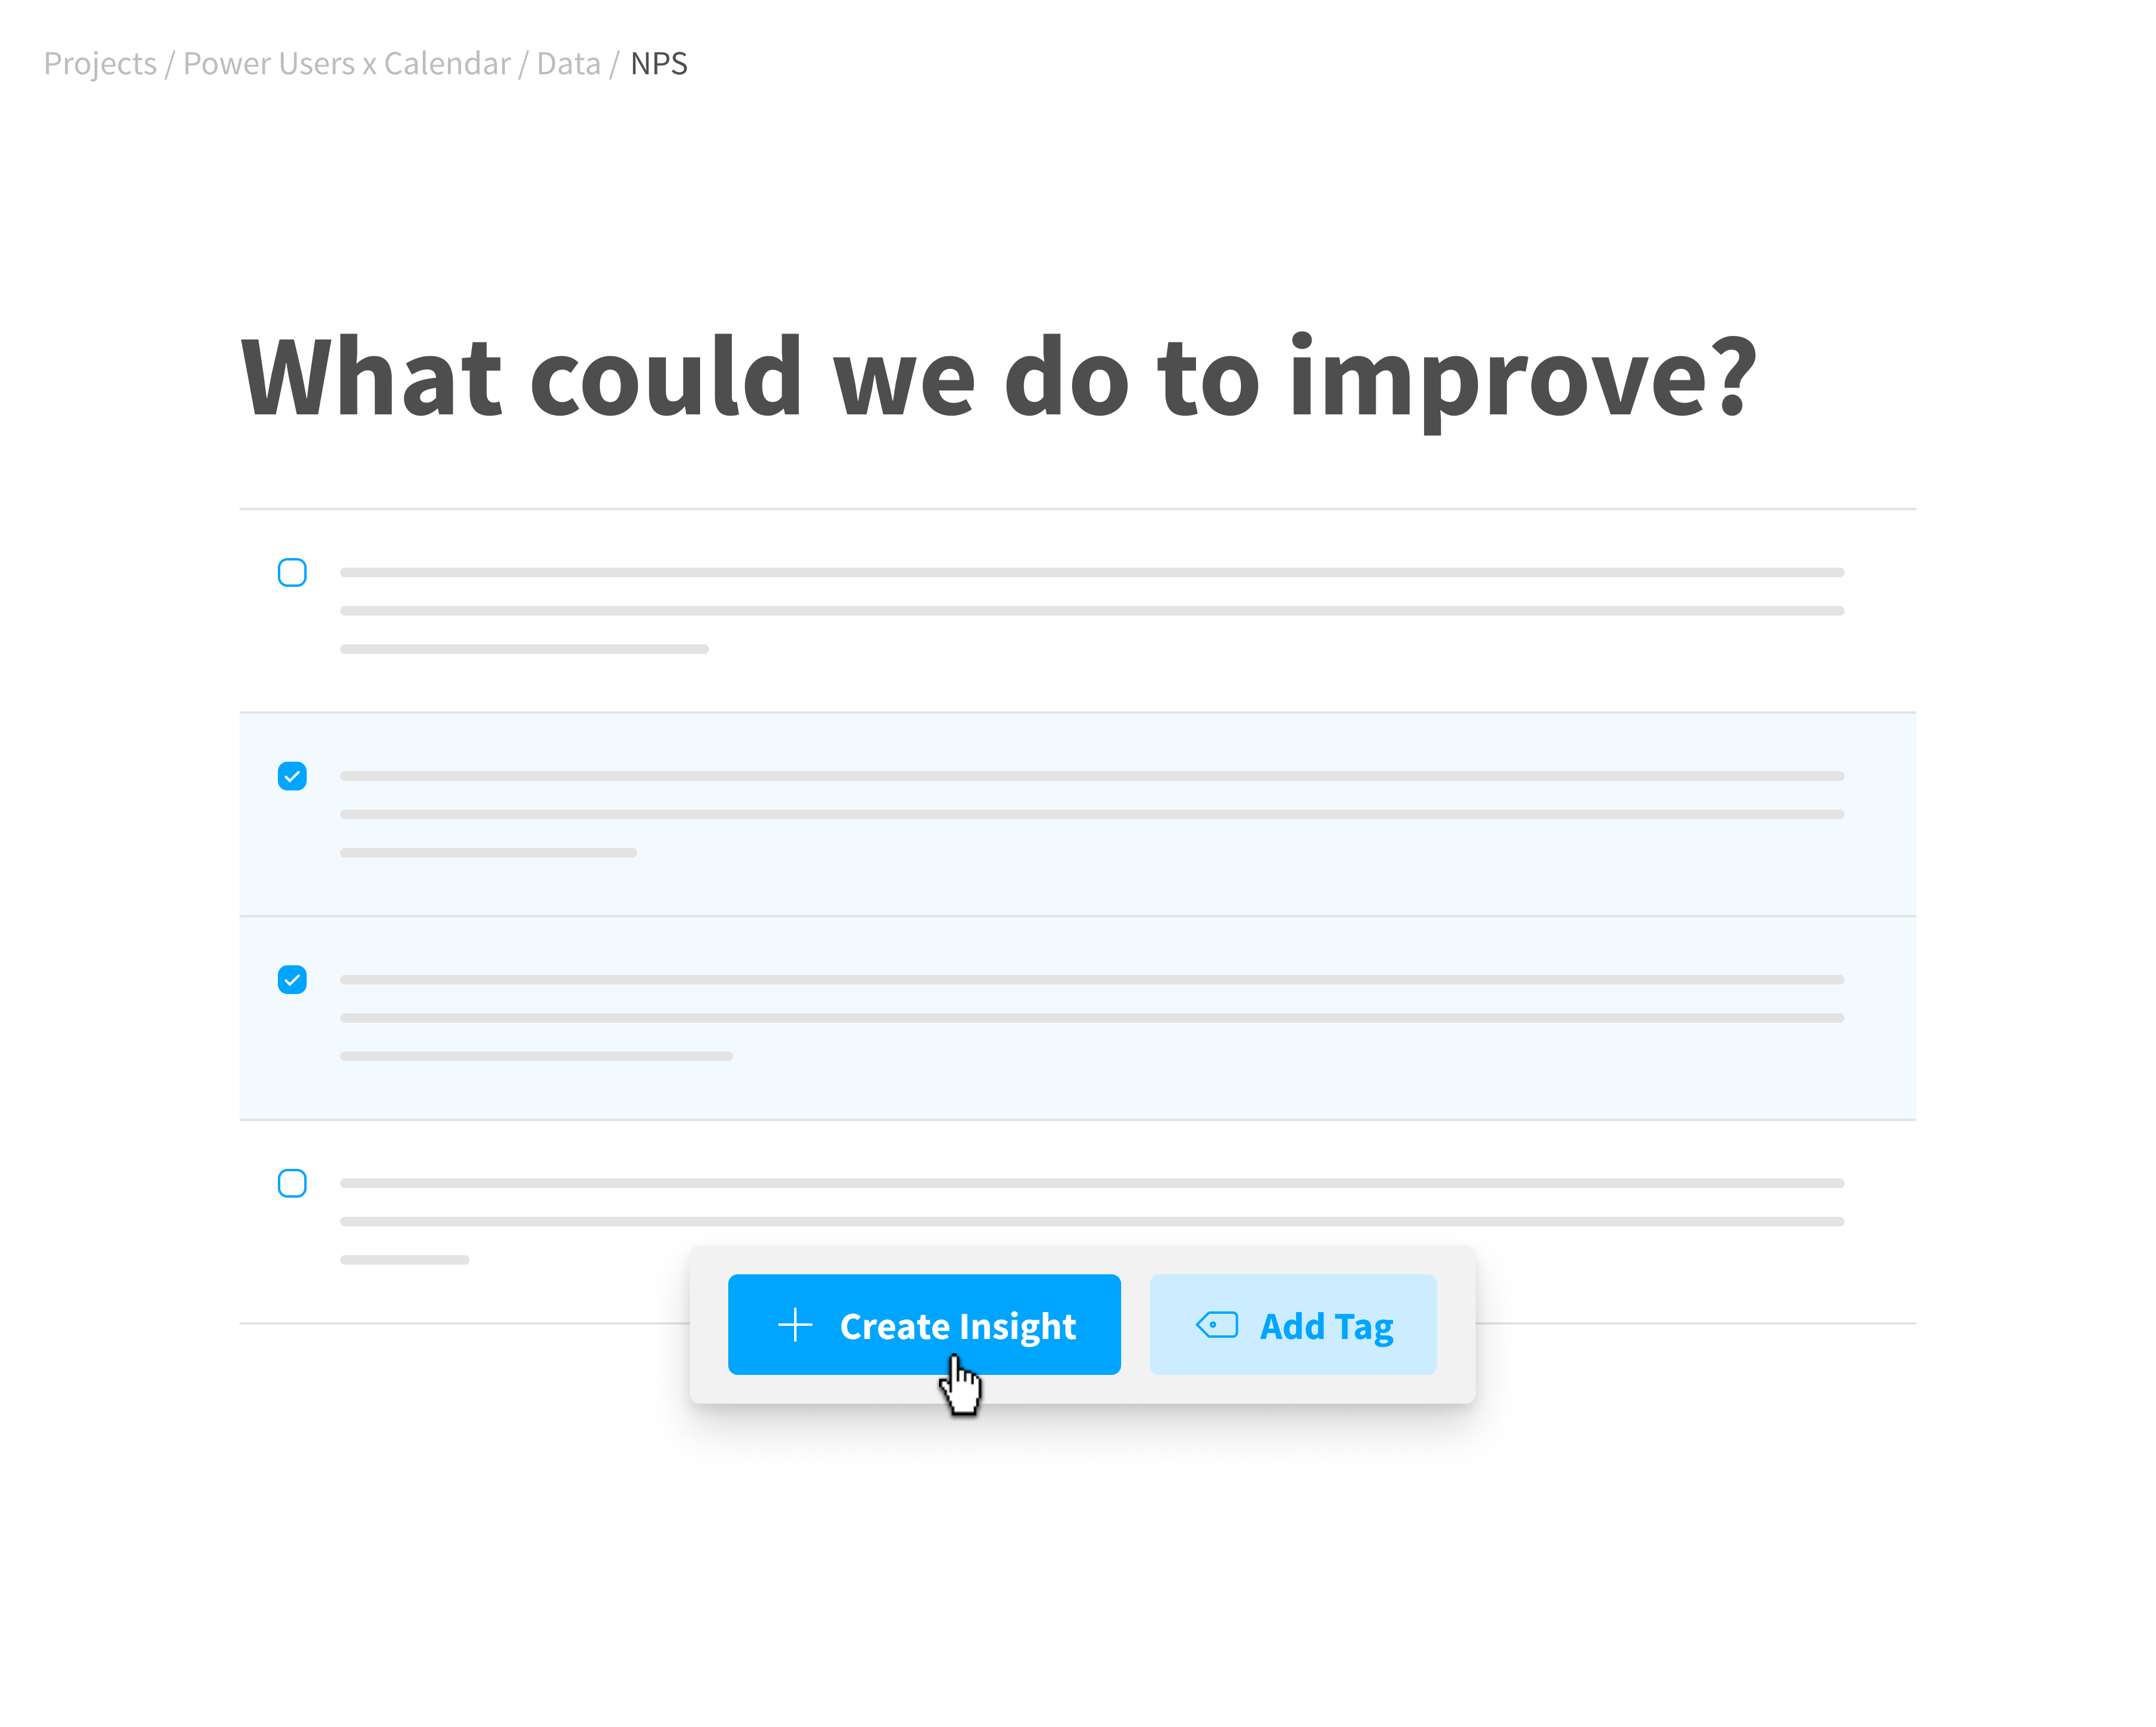 Projects / Power Users x Calendar / Data / NPS
What could we do to improve?
Create Insight
Add Tag